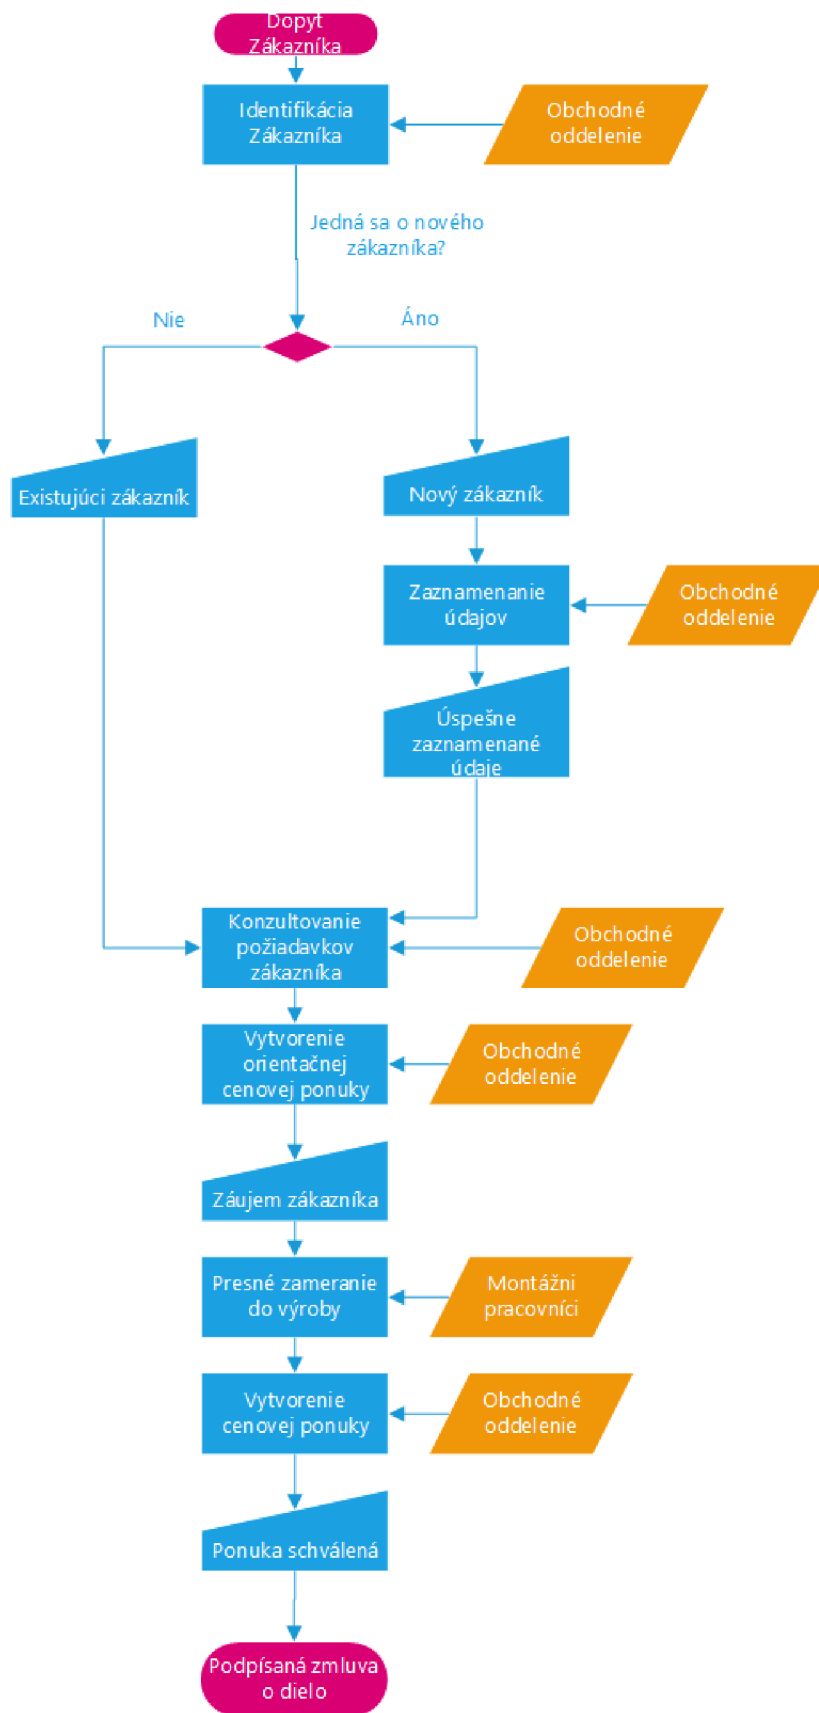 Dopyt
Zákazníka
Identifikácia
Zákazníka
Obchodné
oddelenie
Jedná sa o nového
zákazníka?
Nie
Áno
Existujúci zákazník
Nový zákazník
Zaznamenanie
údajov
Obchodné
oddelenie
Úspešne
zaznamenané
údaje
Konzultovanie
požiadavkov
zákazníka
Obchodné
oddelenie
Vytvorenie
orientačnej
cenovej ponuky
Obchodné
oddelenie
Záujem zákazníka
Presné zameranie
do výroby
Montážni
pracovníci
Vytvorenie
cenovej ponuky
Obchodné
oddelenie
Ponuka schválená
Podpísaná zmluva
o dielo